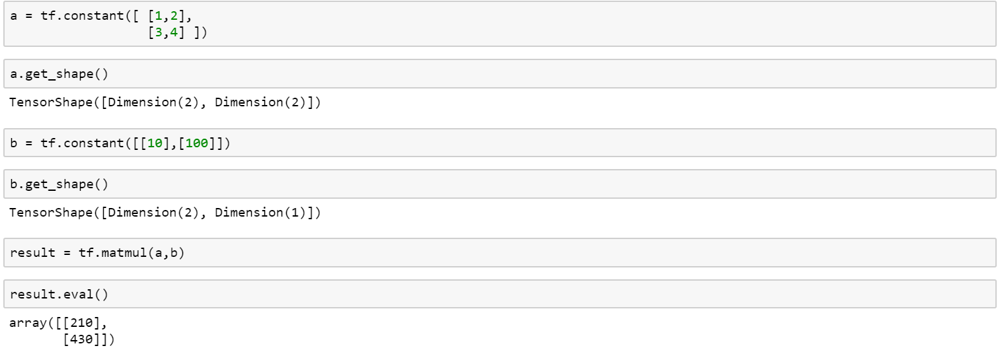 a = tf.constant([ [1,2],
                  [3,4] ])
a.get_shape()
TensorShape([Dimension(2), Dimension(2)])
b = tf.constant([[10],[100]])
b.get_shape()
TensorShape([Dimension(2), Dimension(1)])
result = tf.matmul(a,b)
result.eval()
array([[210],
       [430]])